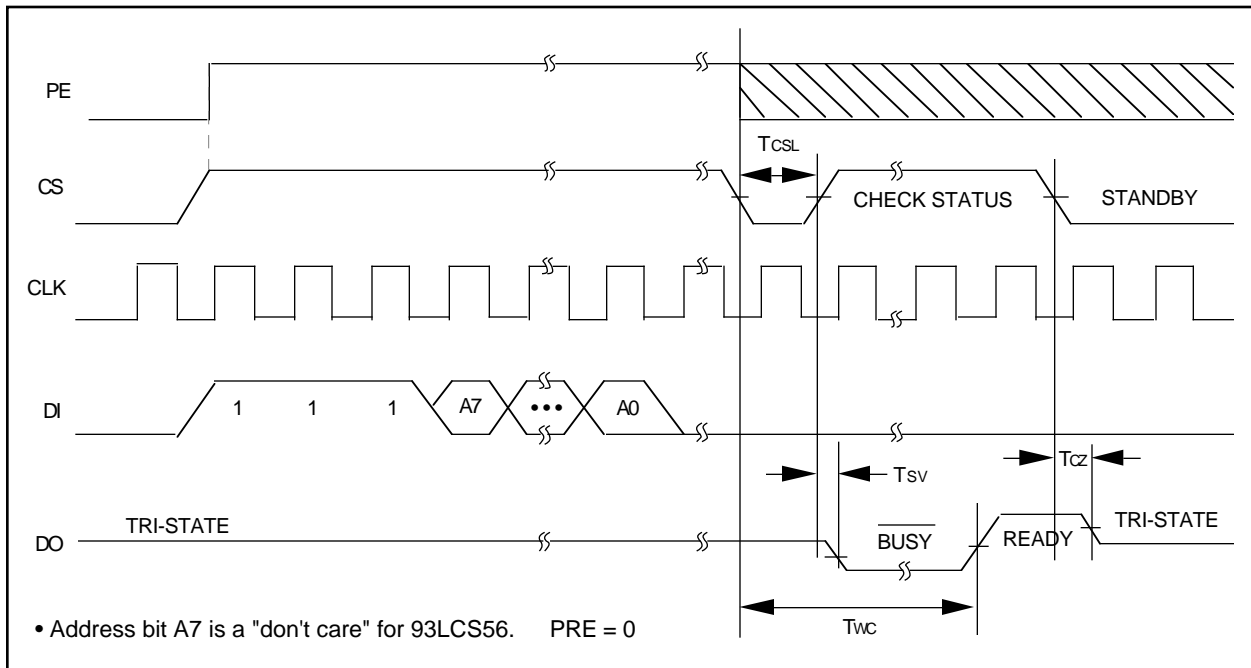 PE
TCSL
CS
CHECK STATUS
STANDBY
CLK
DI
1 1 1 A7 ••• A0
TSV
TCZ
DO
TRI-STATE
BUSY
READY
TRI-STATE
TWC
• Address bit A7 is a "don't care" for 93LCS56. PRE = 0